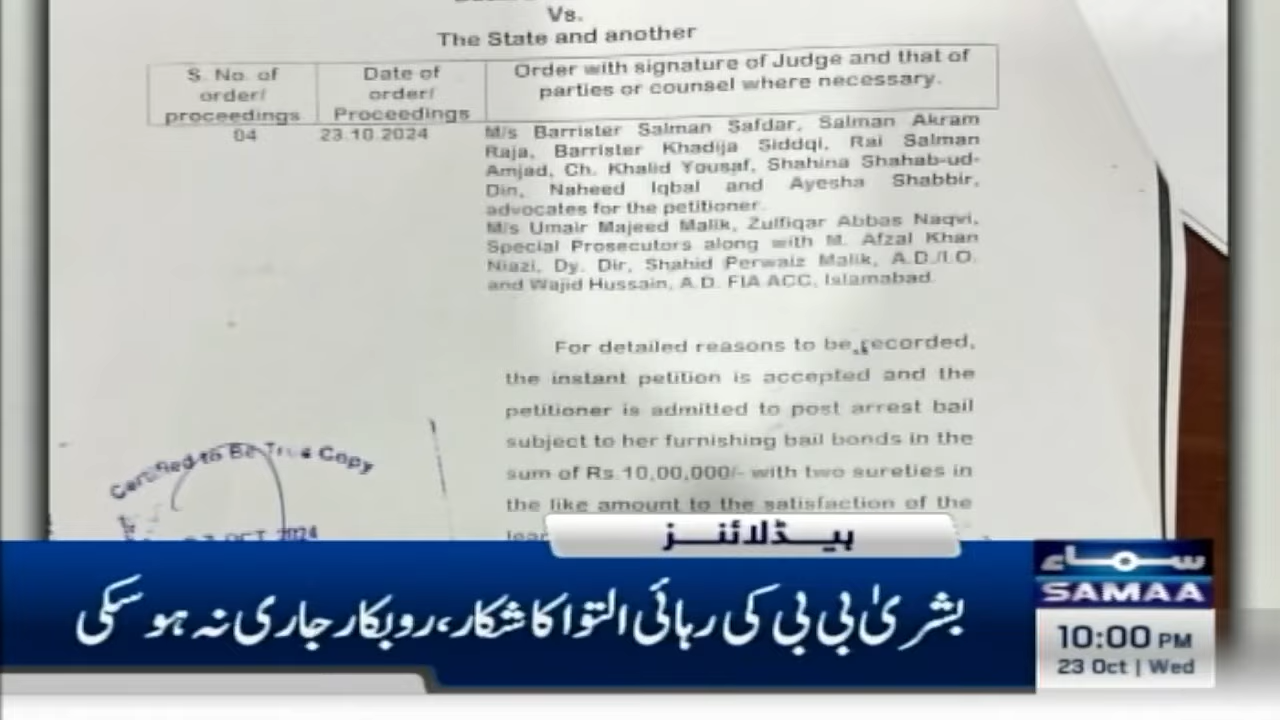 Vs.
The State and another
S. No. of
order/
proceedings
Date of
order/
Proceedings
Order with signature of Judge and that of
parties or counsel where necessary.
04
23.10.2024
M/s Barrister Salman Safdar, Salman Akram
Raja, Barrister Khadija Siddqi, Rai Salman
Amjad, Ch. Khalid Yousaf, Shahina Shahab-ud-
Din, Naheed Iqbal and Ayesha Shabbir,
advocates for the petitioner.
M/s Umair Majeed Malik, Zulfiqar Abbas Naqvi,
Special Prosecutors along with M. Afzal Khan
Niazi, Dy. Dir, Shahid Perwaiz Malik, A.D./I.O.
and Wajid Hussain, A.D. FIA ACC, Islamabad.
For detailed reasons to be recorded,
the instant petition is accepted and the
petitioner is admitted to post arrest bail
subject to her furnishing bail bonds in the
sum of Rs.10,00,000/- with two sureties in
the like amount to the satisfaction of the
Certified to Be True Copy
OCT 2024
ہیڈلائنز
بشریٰ بی بی کی رہائی التوا کا شکار، روبکار جاری نہ ہو سکی
سماء
SAMAA
10:00 PM
23 Oct | Wed